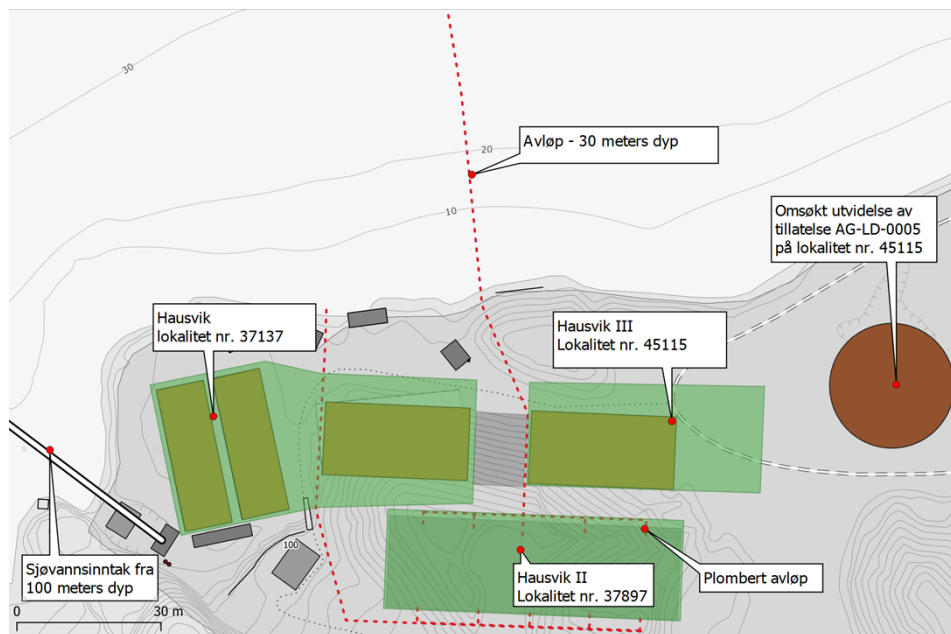 30
Avløp - 30 meters dyp
20
10
Omsøkt utvidelse av
tillatelse AG-LD-0005
på lokalitet nr. 45115
Hausvik
lokalitet nr. 37137
Hausvik III
Lokalitet nr. 45115
100
Sjøvannsinntak fra
100 meters dyp
Hausvik II
Lokalitet nr. 37897
Plombert avløp
0
30 m